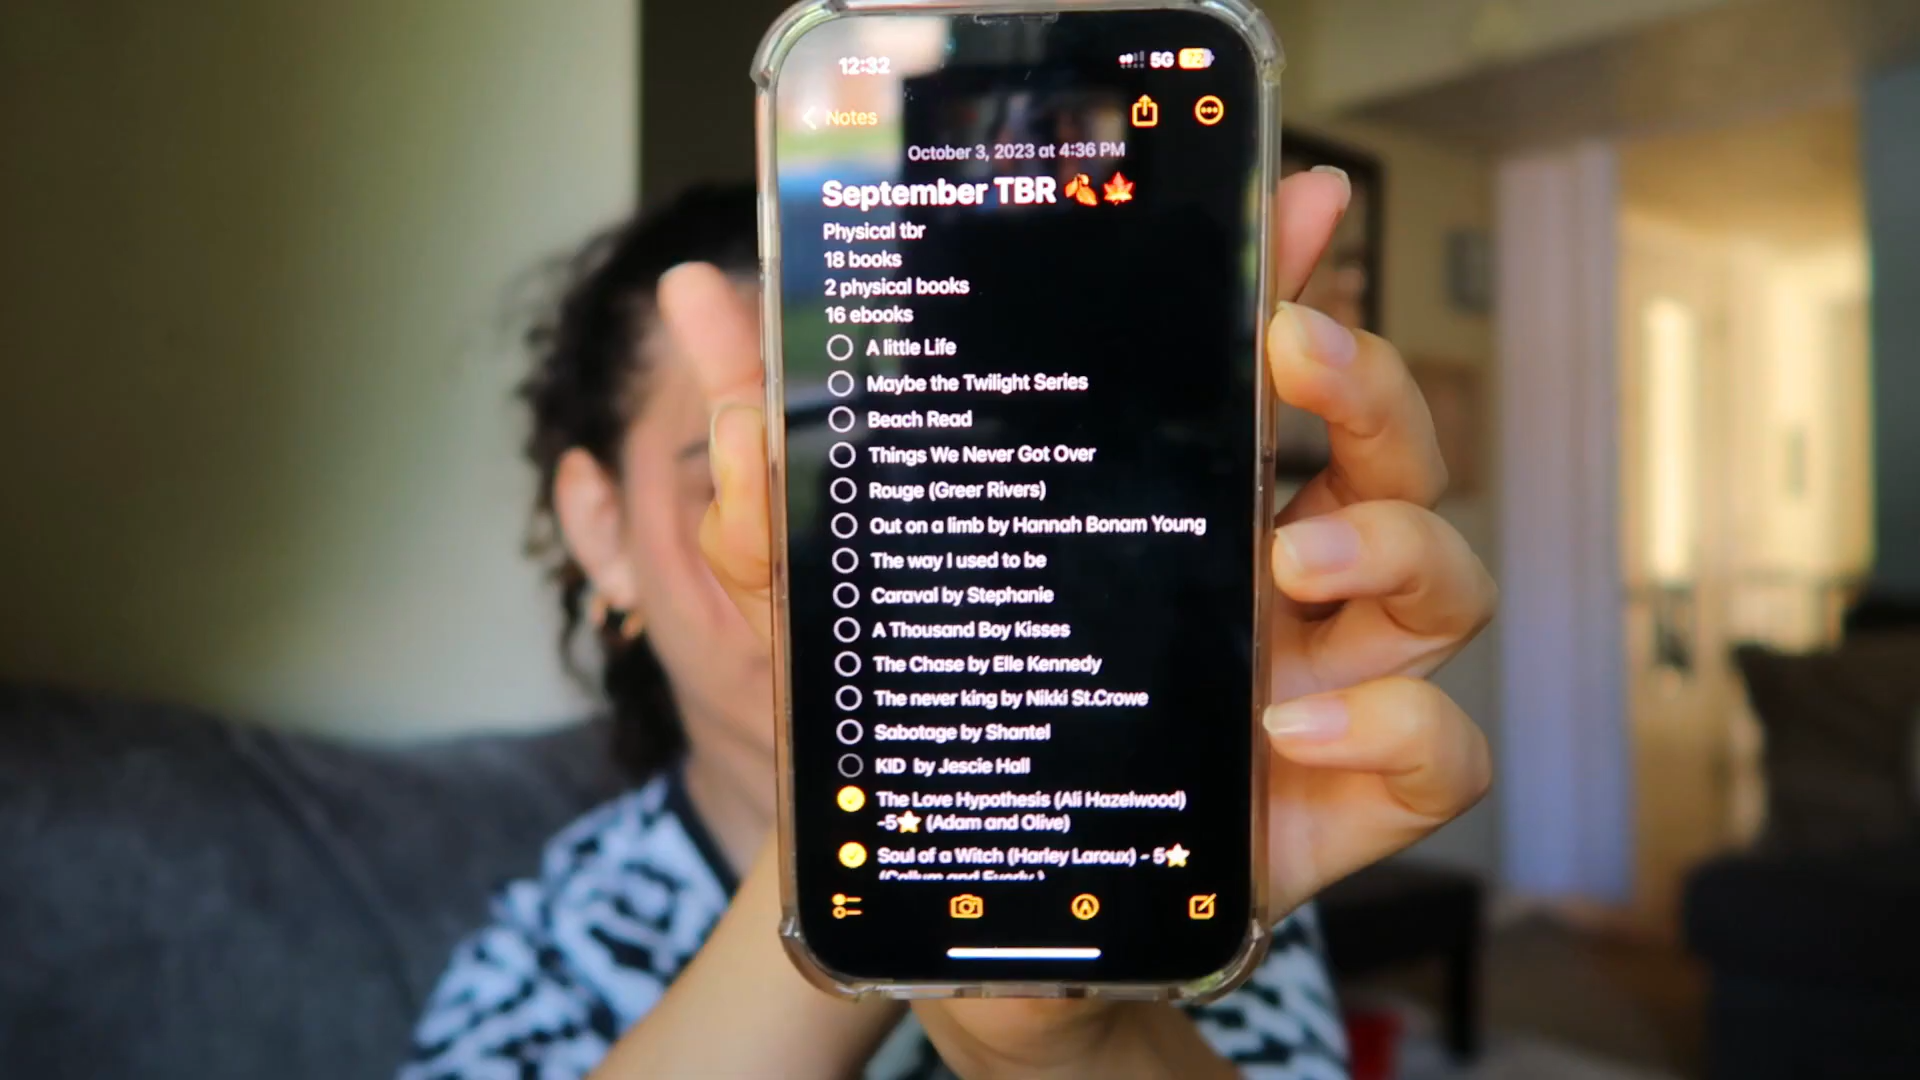 12:32
5G
Notes
October 3, 2023 at 4:36 PM
September TBR 🍂🍁
Physical tbr
18 books
2 physical books
16 ebooks
A little Life
Maybe the Twilight Series
Beach Read
Things We Never Got Over
Rouge (Greer Rivers)
Out on a limb by Hannah Bonam Young
The way I used to be
Caraval by Stephanie
A Thousand Boy Kisses
The Chase by Elle Kennedy
The never king by Nikki St.Crowe
Sabotage by Shantel
KID by Jescie Hall
The Love Hypothesis (Ali Hazelwood)
-5⭐ (Adam and Olive)
Soul of a Witch (Harley Laroux) - 5⭐